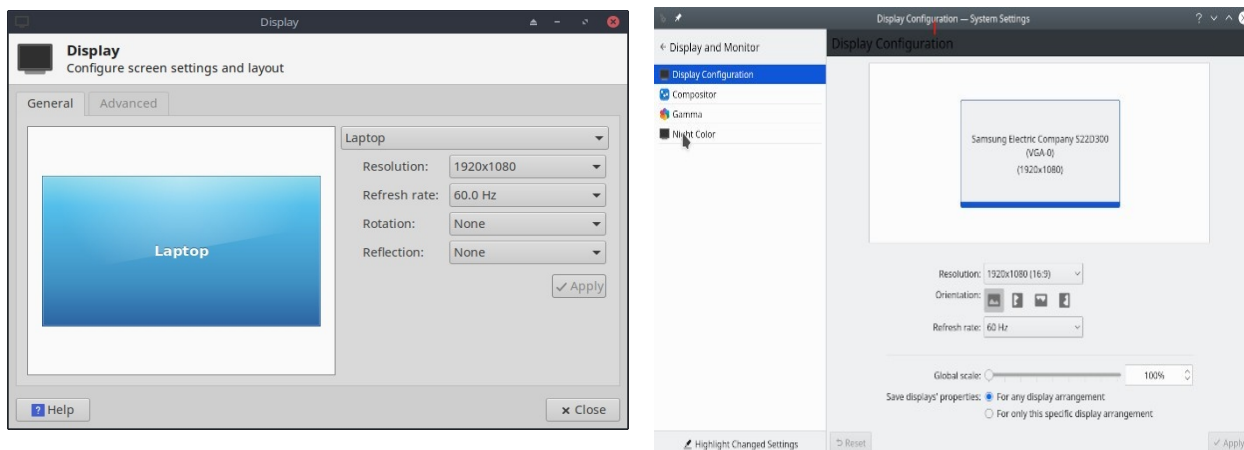 Display
Display
Configure screen settings and layout
General Advanced
Laptop
Laptop
Resolution: 1920x1080
Refresh rate: 60.0 Hz
Rotation: None
Reflection: None
Apply
? Help
× Close
Display Configuration — System Settings
Display and Monitor
Display Configuration
Display Configuration
Compositor
Gamma
Night Color
Samsung Electric Company S22D300
(VGA-0)
(1920x1080)
Resolution: 1920x1080 (16:9)
Orientation:
Refresh rate: 60 Hz
Global scale: 100%
Save displays' properties: For any display arrangement
For only this specific display arrangement
Highlight Changed Settings
Reset
Apply